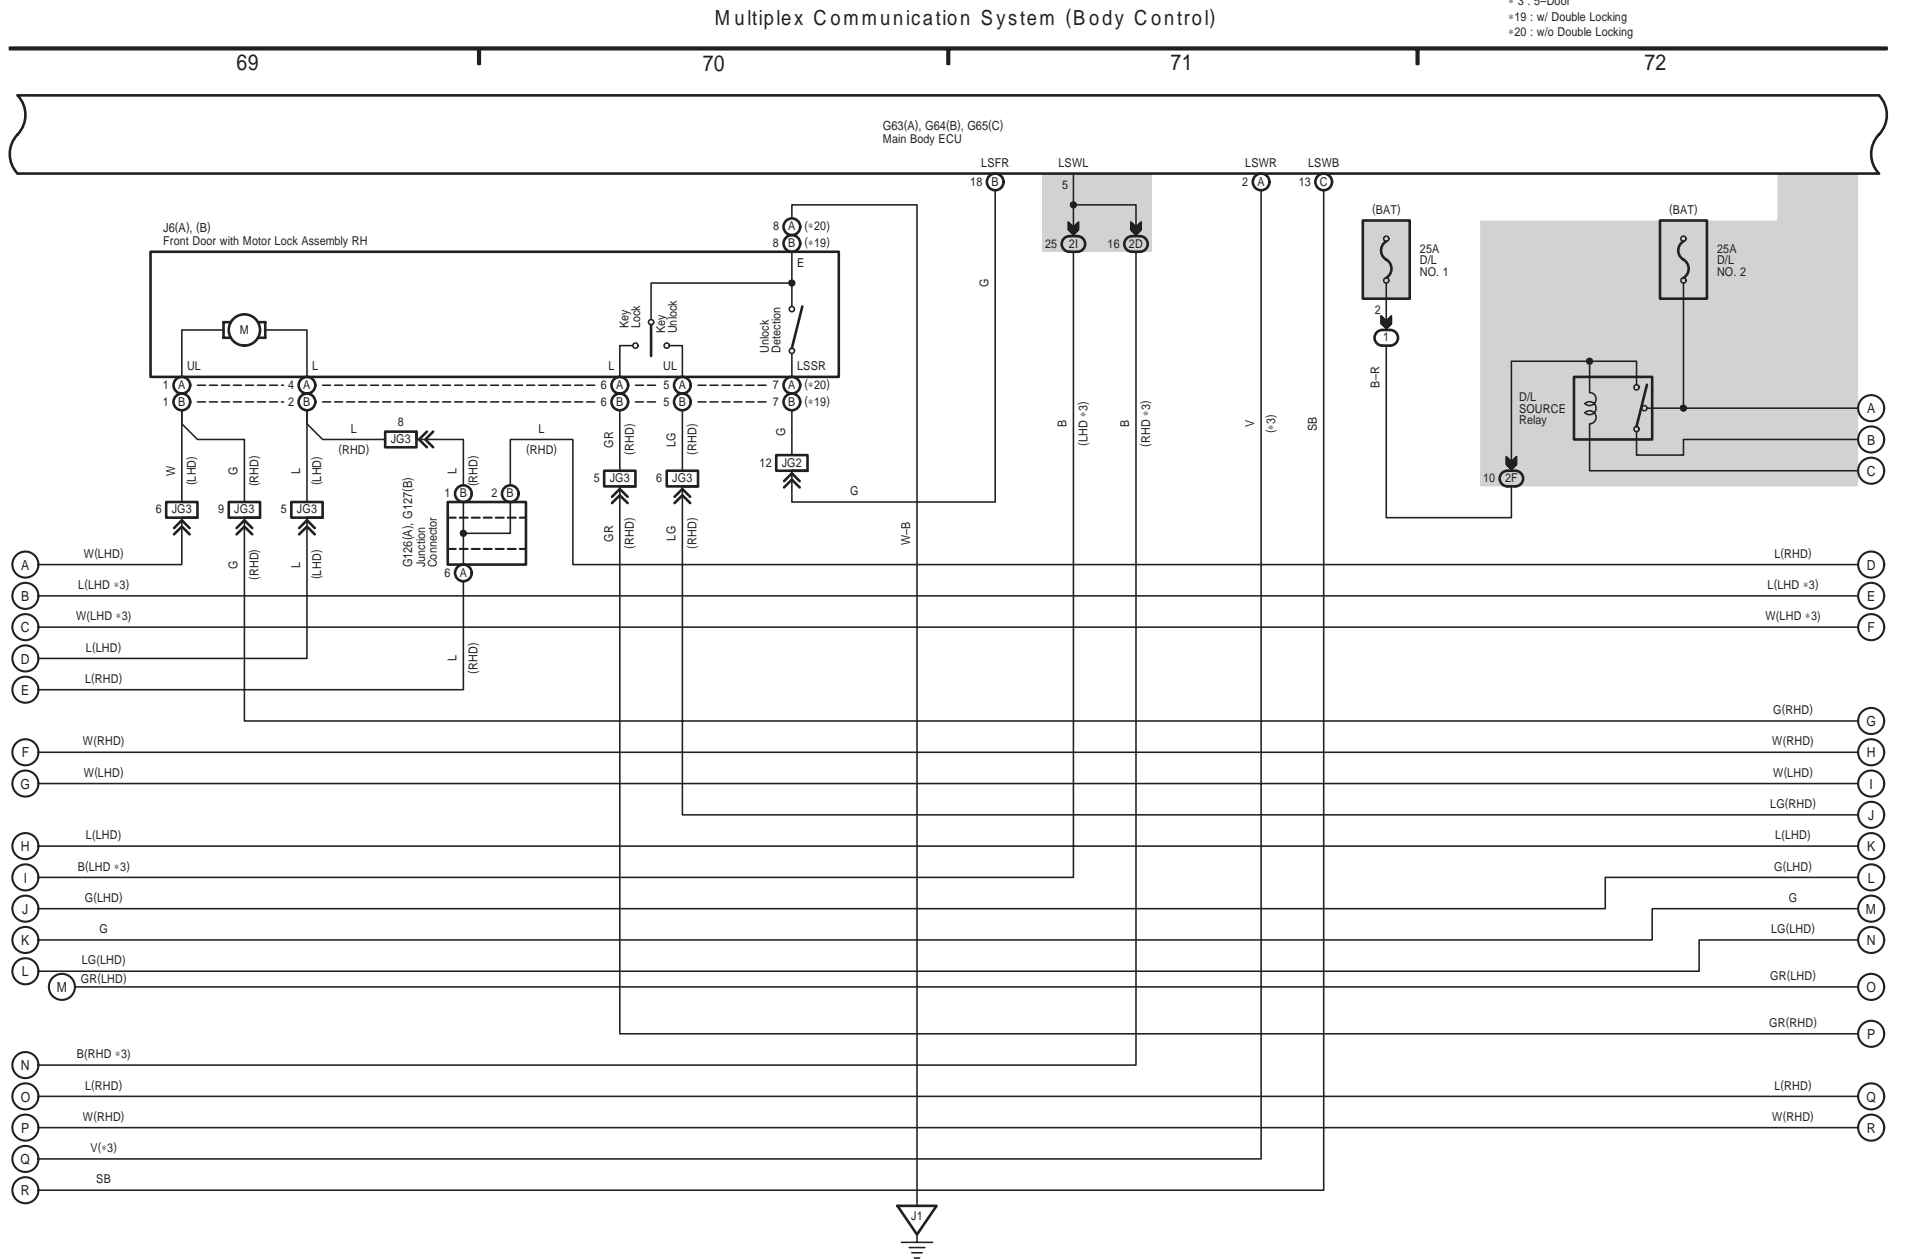 Multiplex Communication System (Body Control)
* 3 : 5–Door
*19 : w/ Double Locking
*20 : w/o Double Locking
69
70
71
72
G63(A), G64(B), G65(C)
Main Body ECU
LSFR
LSWL
LSWR
LSWB
18 B
5
2 A
13 C
J6(A), (B)
Front Door with Motor Lock Assembly RH
8 A (*20)
8 B (*19)
E
25 2I
16 2D
(BAT)
25A
D/L
NO. 1
2
1
(BAT)
25A
D/L
NO. 2
G
M
Key
Lock
Key
Unlock
Unlock
Detection
UL
L
L
UL
LSSR
1 A
4 A
6 A
5 A
7 A (*20)
1 B
2 B
6 B
5 B
7 B (*19)
B–R
D/L
SOURCE
Relay
A
B
C
8
L
(RHD)
JG3
L
(RHD)
L
(RHD)
GR
(RHD)
LG
(RHD)
G
B
(LHD *3)
B
(RHD *3)
V
(*3)
SB
W
(LHD)
G
(RHD)
L
(LHD)
12 JG2
G
10 2F
5 JG3
6 JG3
1 B
2 B
6 JG3
9 JG3
5 JG3
G126(A), G127(B)
Junction
Connector
6 A
G
(RHD)
L
(LHD)
GR
(RHD)
LG
(RHD)
W–B
A W(LHD)
L(RHD) D
B L(LHD *3)
L(LHD *3) E
C W(LHD *3)
W(LHD *3) F
D L(LHD)
L
(RHD)
E L(RHD)
G(RHD) G
F W(RHD)
W(RHD) H
G W(LHD)
W(LHD) I
LG(RHD) J
H L(LHD)
L(LHD) K
I B(LHD *3)
G(LHD) L
J G(LHD)
G M
K G
LG(LHD) N
L LG(LHD)
M GR(LHD)
GR(LHD) O
GR(RHD) P
N B(RHD *3)
O L(RHD)
L(RHD) Q
P W(RHD)
W(RHD) R
Q V(*3)
R SB
J1